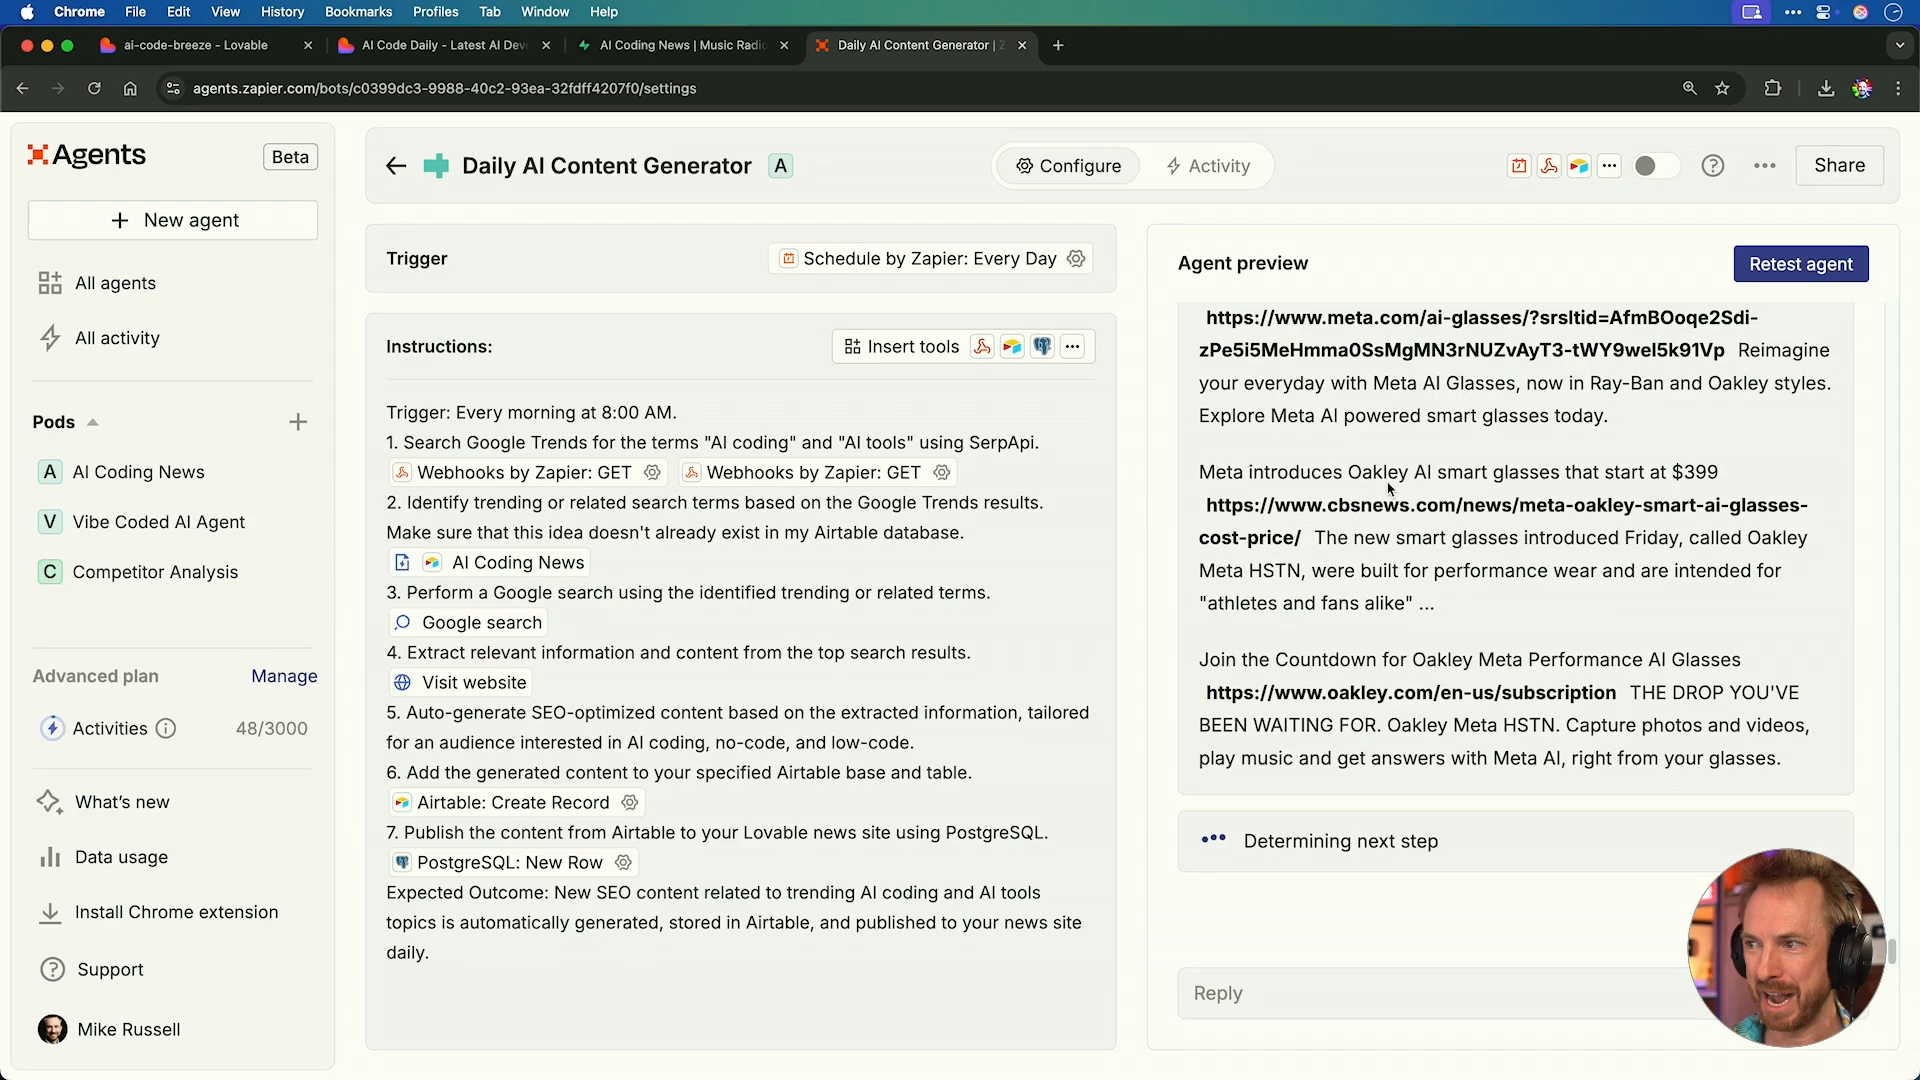 Chrome File Edit View History Bookmarks Profiles Tab Window Help
ai-code-breeze - Lovable
AI Code Daily - Latest AI Dev
AI Coding News | Music Radi
Daily AI Content Generator |
agents.zapier.com/bots/c0399dc3-9988-40c2-93ea-32fdff4207f0/settings
Agents
Beta
New agent
All agents
All activity
Pods
A AI Coding News
V Vibe Coded AI Agent
C Competitor Analysis
Advanced plan Manage
Activities 48/3000
What's new
Data usage
Install Chrome extension
Support
Mike Russell
Daily AI Content Generator A
Configure Activity
Share
Trigger Schedule by Zapier: Every Day
Instructions: Insert tools
Trigger: Every morning at 8:00 AM.
1. Search Google Trends for the terms "AI coding" and "AI tools" using SerpApi.
Webhooks by Zapier: GET Webhooks by Zapier: GET
2. Identify trending or related search terms based on the Google Trends results.
Make sure that this idea doesn't already exist in my Airtable database.
AI Coding News
3. Perform a Google search using the identified trending or related terms.
Google search
4. Extract relevant information and content from the top search results.
Visit website
5. Auto-generate SEO-optimized content based on the extracted information, tailored
for an audience interested in AI coding, no-code, and low-code.
6. Add the generated content to your specified Airtable base and table.
Airtable: Create Record
7. Publish the content from Airtable to your Lovable news site using PostgreSQL.
PostgreSQL: New Row
Expected Outcome: New SEO content related to trending AI coding and AI tools
topics is automatically generated, stored in Airtable, and published to your news site
daily.
Agent preview Retest agent
https://www.meta.com/ai-glasses/?srsltid=AfmBOoqe2Sdi-
zPe5i5MeHmma0SsMgMN3rNUZvAyT3-tWY9wel5k91Vp Reimagine
your everyday with Meta AI Glasses, now in Ray-Ban and Oakley styles.
Explore Meta AI powered smart glasses today.
Meta introduces Oakley AI smart glasses that start at $399
https://www.cbsnews.com/news/meta-oakley-smart-ai-glasses-
cost-price/ The new smart glasses introduced Friday, called Oakley
Meta HSTN, were built for performance wear and are intended for
"athletes and fans alike" ...
Join the Countdown for Oakley Meta Performance AI Glasses
https://www.oakley.com/en-us/subscription THE DROP YOU'VE
BEEN WAITING FOR. Oakley Meta HSTN. Capture photos and videos,
play music and get answers with Meta AI, right from your glasses.
Determining next step
Reply